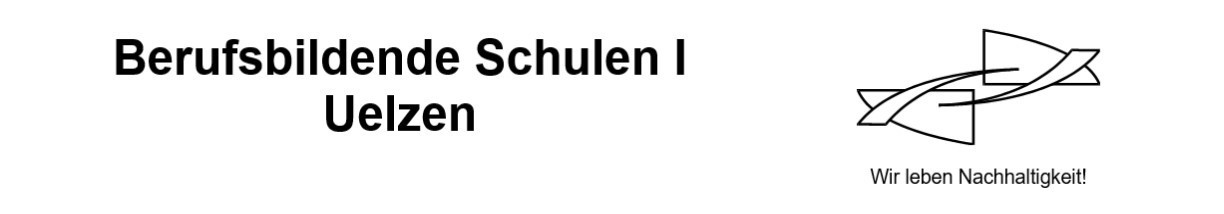 Berufsbildende Schulen I
Uelzen
Wir leben Nachhaltigkeit!